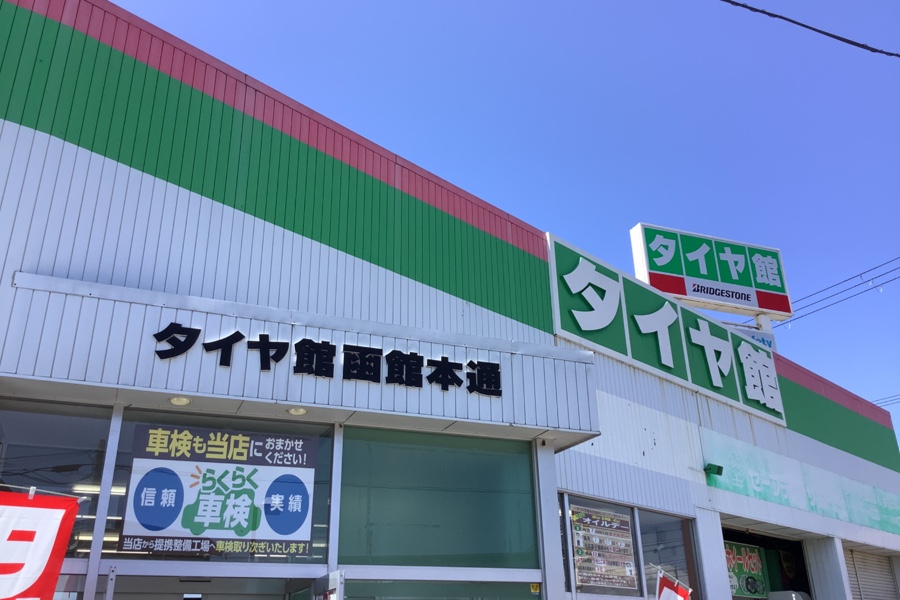 タイヤ館
BRIDGESTONE
タイヤ館
タイヤ館函館本通
車検も当店に
おまかせ
ください!
信頼
らくらく
車検
実績
当店から提携整備工場へ車検取り次ぎいたします!
オイル